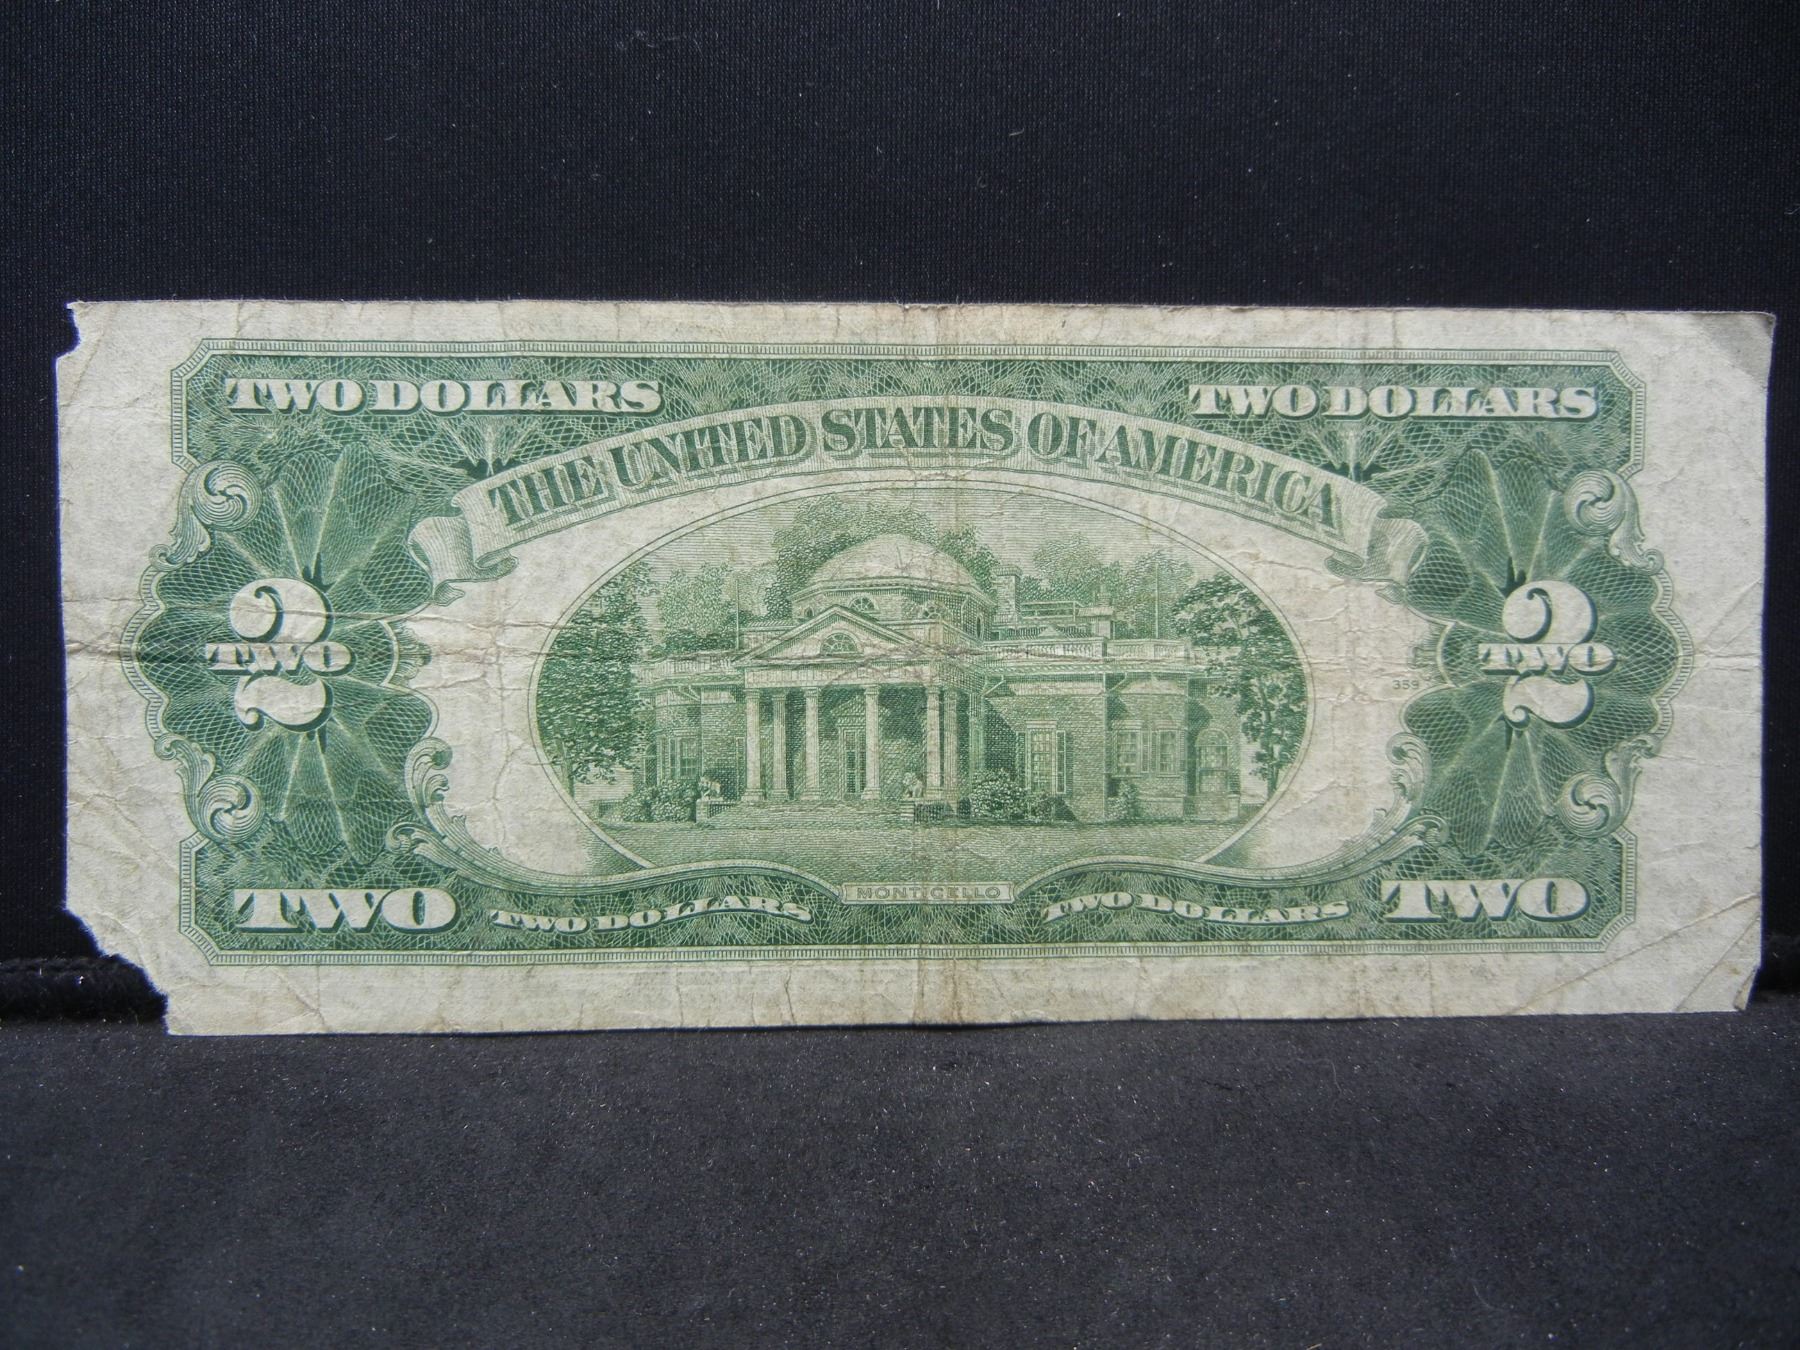 TWO DOLLARS TWO DOLLARS
THE UNITED STATES OF AMERICA
2 2
TWO TWO
359
MONTICELLO
TWO TWO DOLLARS TWO DOLLARS TWO